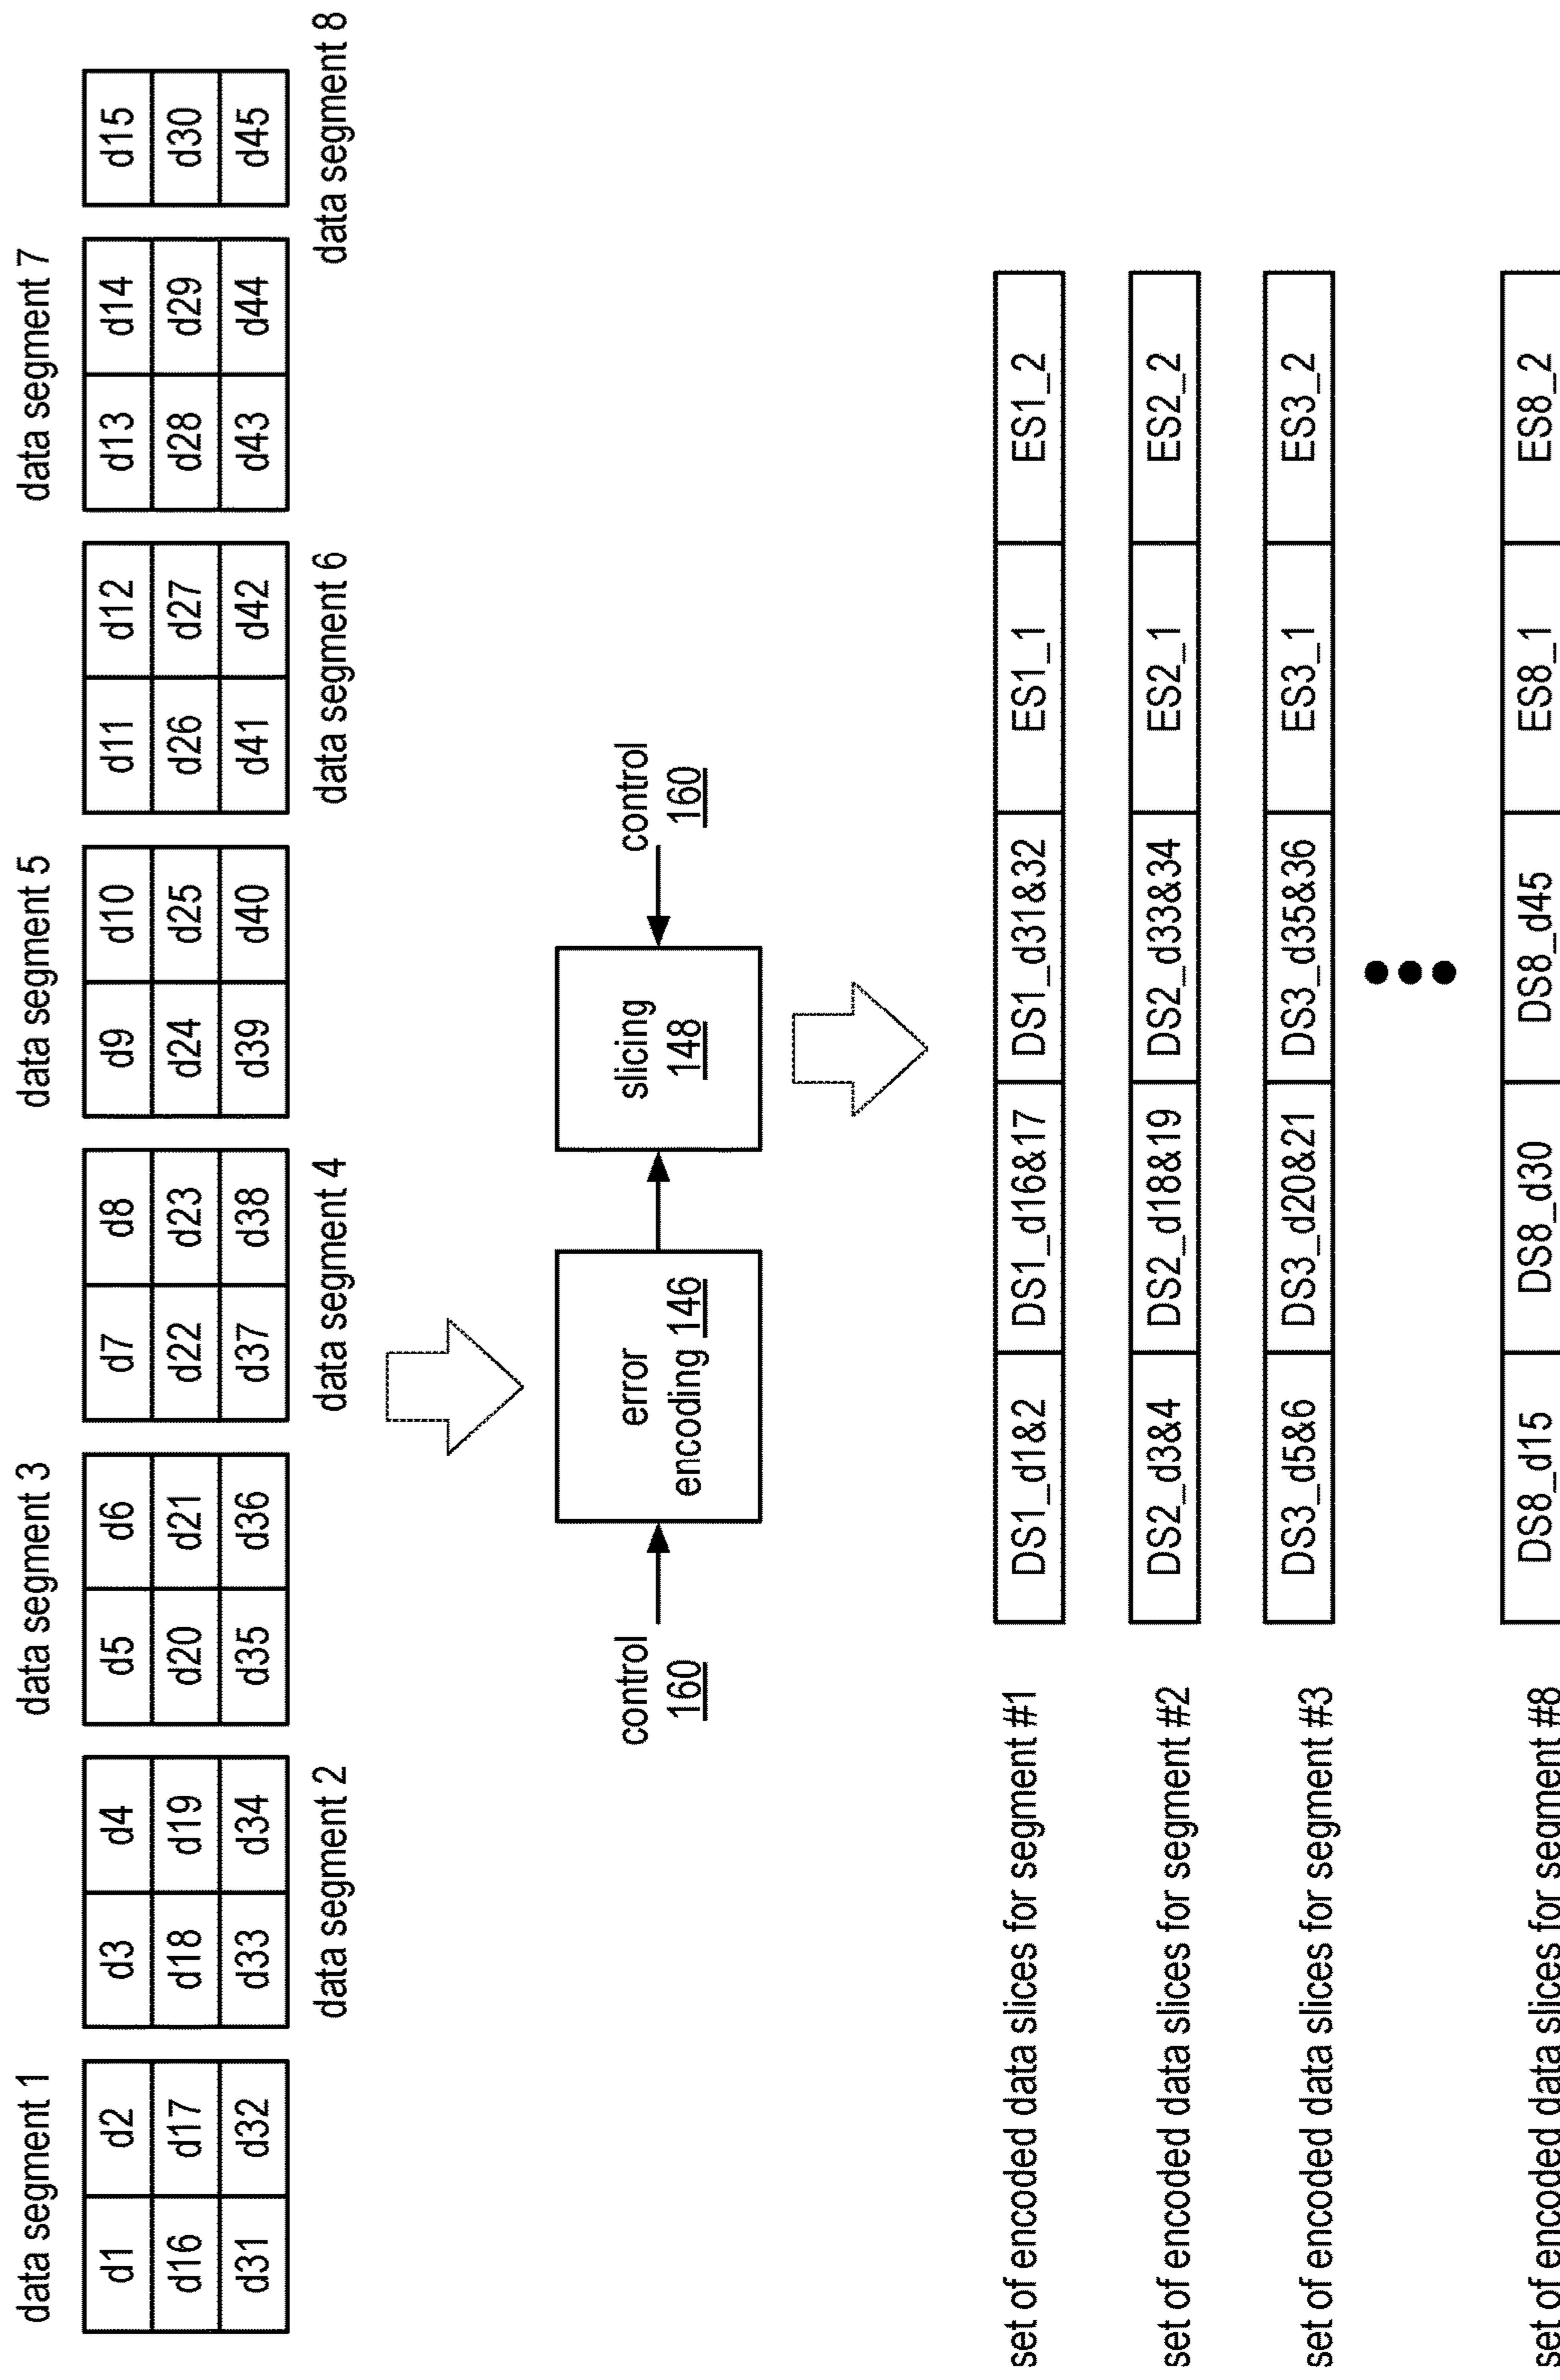 data segment 1
data segment 3
data segment 5
data segment 7
d1 d2 d3 d4 d5 d6 d7 d8 d9 d10 d11 d12 d13 d14 d15
d16 d17 d18 d19 d20 d21 d22 d23 d24 d25 d26 d27 d28 d29 d30
d31 d32 d33 d34 d35 d36 d37 d38 d39 d40 d41 d42 d43 d44 d45
data segment 2
data segment 4
data segment 6
data segment 8
control
160
error
encoding 146
slicing
148
control
160
set of encoded data slices for segment #1
DS1_d1&2 DS1_d16&17 DS1_d31&32 ES1_1 ES1_2
set of encoded data slices for segment #2
DS2_d3&4 DS2_d18&19 DS2_d33&34 ES2_1 ES2_2
set of encoded data slices for segment #3
DS3_d5&6 DS3_d20&21 DS3_d35&36 ES3_1 ES3_2
set of encoded data slices for segment #8
DS8_d15 DS8_d30 DS8_d45 ES8_1 ES8_2